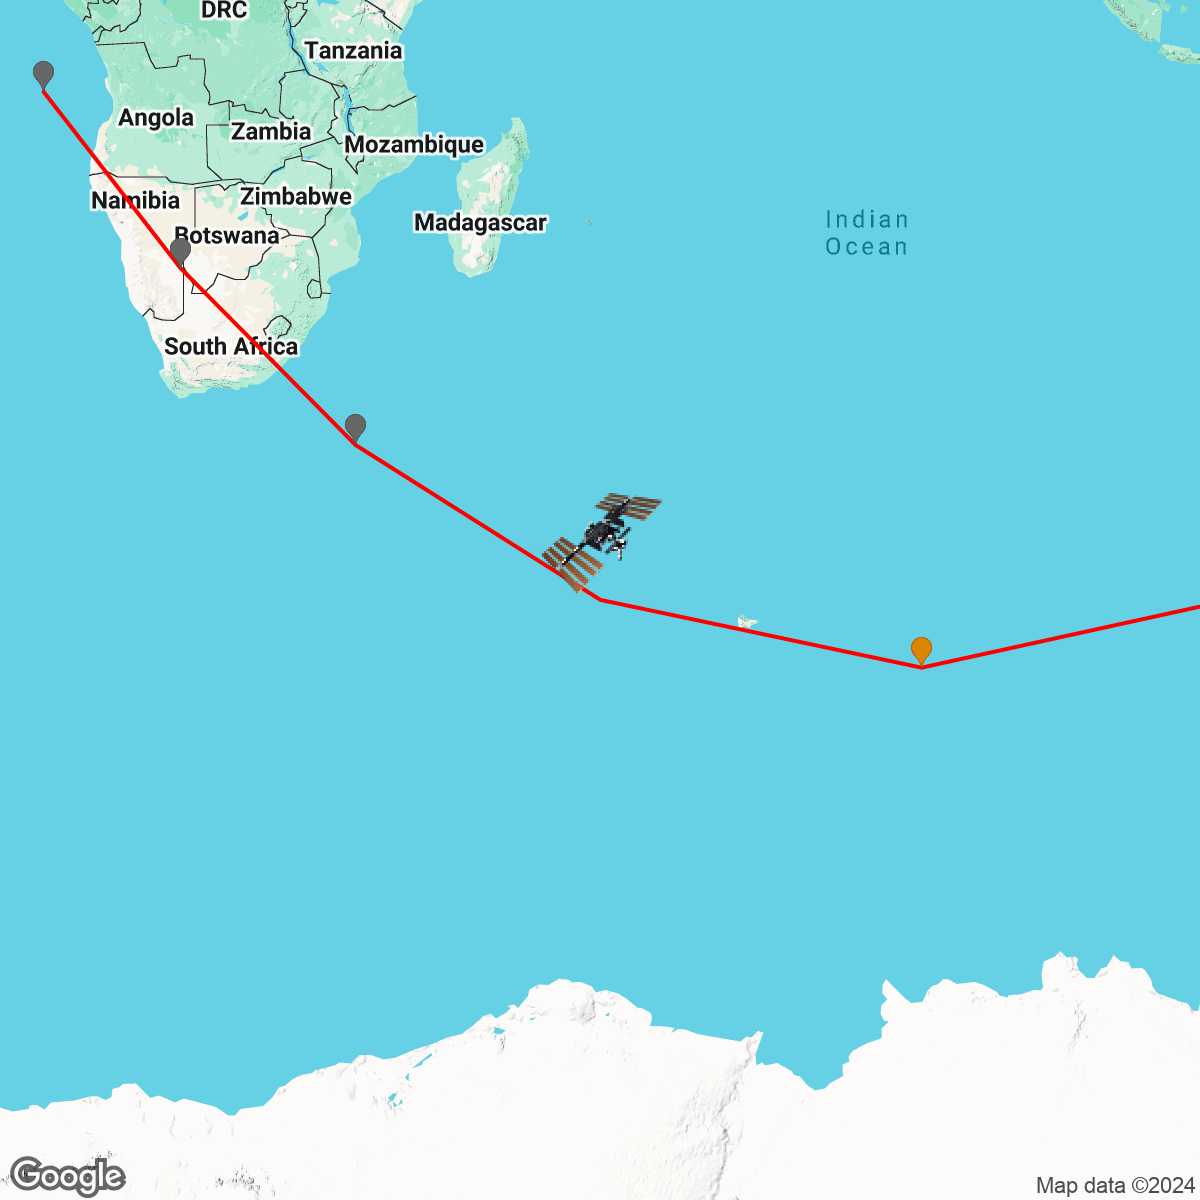 DRC
Tanzania
Angola
Zambia
Mozambique
Namibia
Zimbabwe
Botswana
Madagascar
Indian
Ocean
South Africa
Google
Map data ©2024